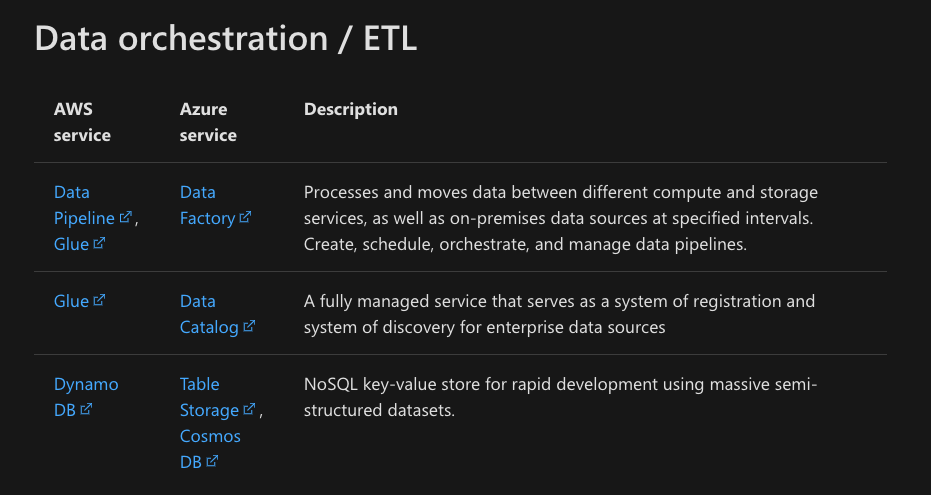 Data orchestration / ETL
AWS service
Azure service
Description
Data Pipeline, Glue
Data Factory
Processes and moves data between different compute and storage
services, as well as on-premises data sources at specified intervals.
Create, schedule, orchestrate, and manage data pipelines.
Glue
Data Catalog
A fully managed service that serves as a system of registration and
system of discovery for enterprise data sources
Dynamo DB
Table Storage, Cosmos DB
NoSQL key-value store for rapid development using massive semi-
structured datasets.